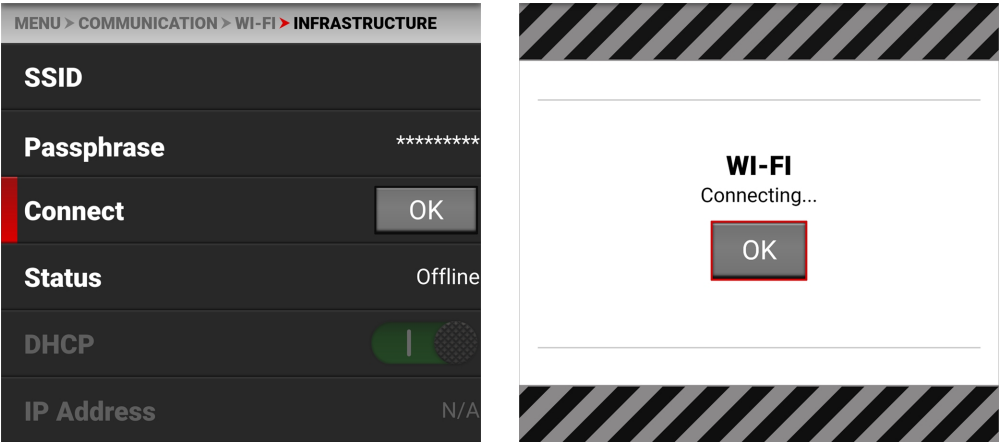 MENU > COMMUNICATION > WI-FI > INFRASTRUCTURE
SSID
Passphrase *********
Connect OK
Status Offline
DHCP
IP Address N/A
WI-FI
Connecting...
OK